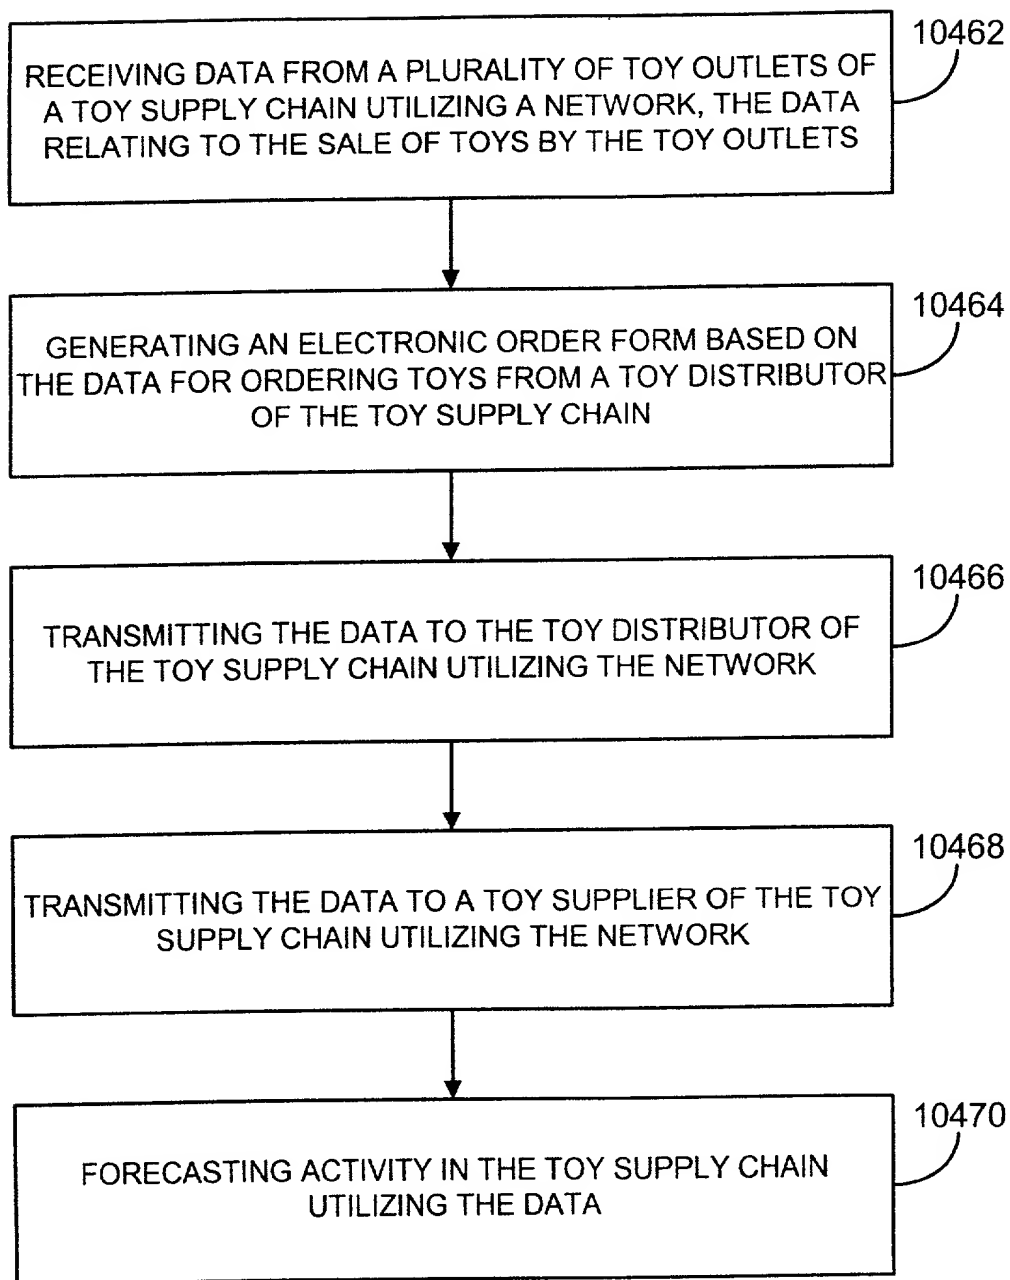 10462
RECEIVING DATA FROM A PLURALITY OF TOY OUTLETS OF
A TOY SUPPLY CHAIN UTILIZING A NETWORK, THE DATA
RELATING TO THE SALE OF TOYS BY THE TOY OUTLETS
10464
GENERATING AN ELECTRONIC ORDER FORM BASED ON
THE DATA FOR ORDERING TOYS FROM A TOY DISTRIBUTOR
OF THE TOY SUPPLY CHAIN
10466
TRANSMITTING THE DATA TO THE TOY DISTRIBUTOR OF
THE TOY SUPPLY CHAIN UTILIZING THE NETWORK
10468
TRANSMITTING THE DATA TO A TOY SUPPLIER OF THE TOY
SUPPLY CHAIN UTILIZING THE NETWORK
10470
FORECASTING ACTIVITY IN THE TOY SUPPLY CHAIN
UTILIZING THE DATA